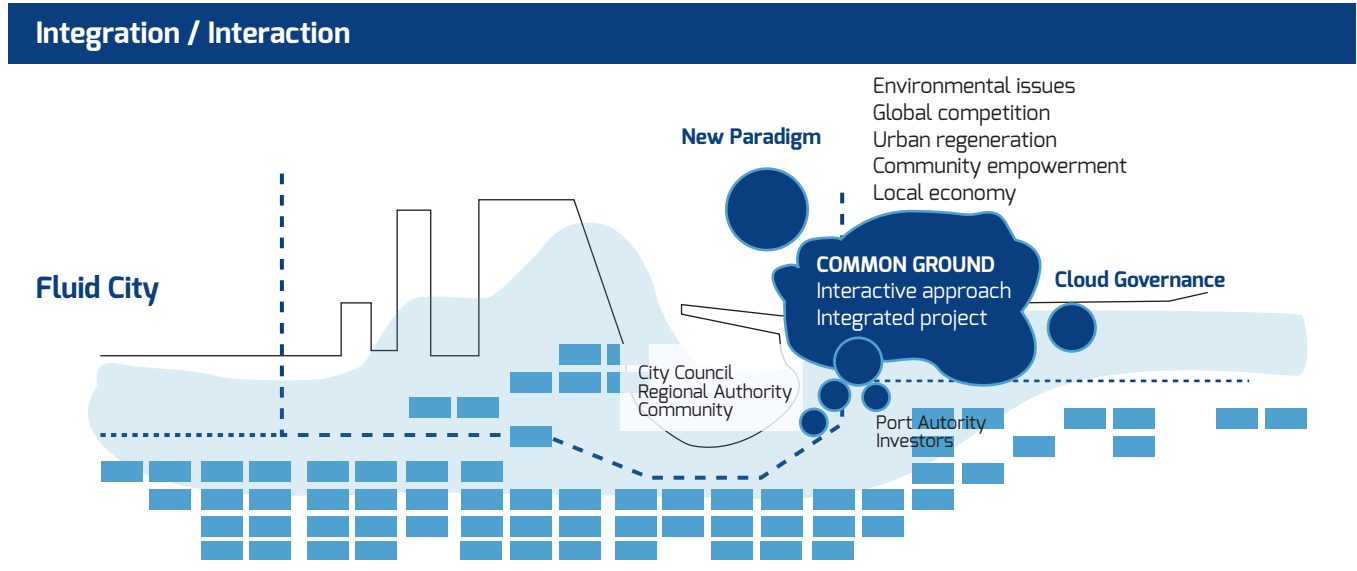 Integration / Interaction
Environmental issues
Global competition
Urban regeneration
Community empowerment
Local economy
New Paradigm
Fluid City
COMMON GROUND
Interactive approach
Integrated project
Cloud Governance
City Council
Regional Authority
Community
Port Autority
Investors